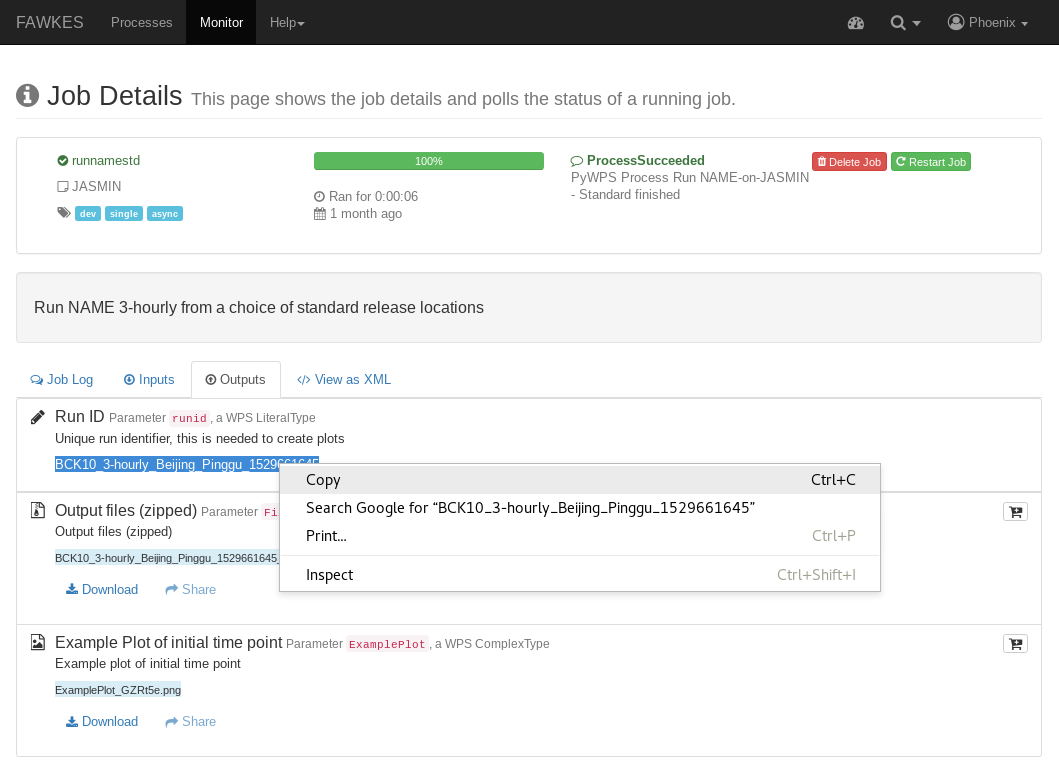 FAWKES Processes Monitor Help Phoenix
Job Details This page shows the job details and polls the status of a running job.
runnamestd
JASMIN
dev single async
100%
Ran for 0:00:06
1 month ago
ProcessSucceeded
PyWPS Process Run NAME-on-JASMIN
- Standard finished
Delete Job Restart Job
Run NAME 3-hourly from a choice of standard release locations
Job Log Inputs Outputs </> View as XML
Run ID Parameter runid, a WPS LiteralType
Unique run identifier, this is needed to create plots
BCK10_3-hourly_Beijing_Pinggu_1529661645
Copy Ctrl+C
Search Google for “BCK10_3-hourly_Beijing_Pinggu_1529661645”
Print... Ctrl+P
Inspect Ctrl+Shift+I
Output files (zipped) Parameter Fi
Output files (zipped)
BCK10_3-hourly_Beijing_Pinggu_1529661645_
Download Share
Example Plot of initial time point Parameter ExamplePlot, a WPS ComplexType
Example plot of initial time point
ExamplePlot_GZRt5e.png
Download Share